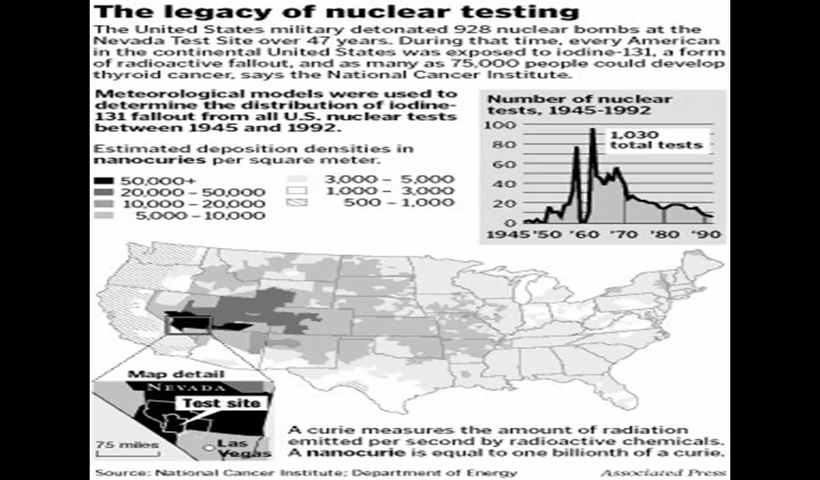 The legacy of nuclear testing
The United States military detonated 928 nuclear bombs at the
Nevada Test Site over 47 years. During that time, every American
in the continental United States was exposed to iodine-131, a form
of radioactive fallout, and as many as 75,000 people could develop
thyroid cancer, says the National Cancer Institute.
Meteorological models were used to
determine the distribution of iodine-
131 fallout from all U.S. nuclear tests
between 1945 and 1992.
Estimated deposition densities in
nanocuries per square meter.
50,000+
20,000 - 50,000
10,000 - 20,000
5,000 - 10,000
3,000 - 5,000
1,000 - 3,000
500 - 1,000
Number of nuclear
tests, 1945-1992
100
80
60
40
20
0
1,030
total tests
1945 '50 '60 '70 '80 '90
Map detail
NEVADA
Test site
75 miles
Las
Vegas
A curie measures the amount of radiation
emitted per second by radioactive chemicals.
A nanocurie is equal to one billionth of a curie.
Source: National Cancer Institute; Department of Energy
Associated Press